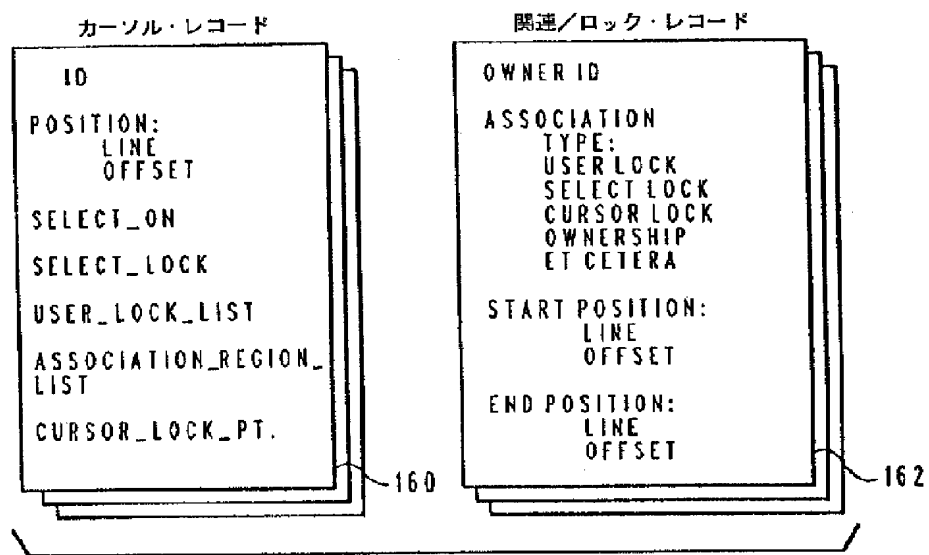 カーソル・レコード
ID
POSITION:
LINE
OFFSET
SELECT_ON
SELECT_LOCK
USER_LOCK_LIST
ASSOCIATION_REGION_
LIST
CURSOR_LOCK_PT.
160
関連/ロック・レコード
OWNER ID
ASSOCIATION
TYPE:
USER LOCK
SELECT LOCK
CURSOR LOCK
OWNERSHIP
ET CETERA
START POSITION:
LINE
OFFSET
END POSITION:
LINE
OFFSET
162